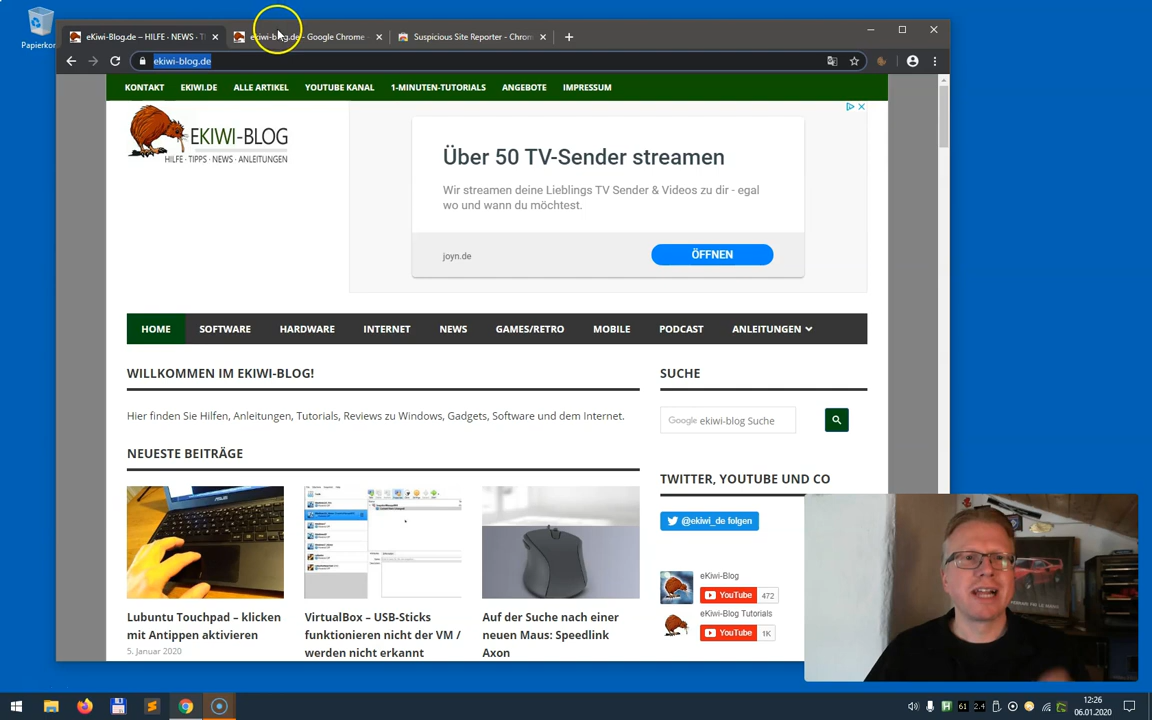 Papierkor
eKiwi-Blog.de – HILFE · NEWS · T
ekiwi-blog.de - Google Chrome
Suspicious Site Reporter - Chrom
ekiwi-blog.de
KONTAKT
EKIWI.DE
ALLE ARTIKEL
YOUTUBE KANAL
1-MINUTEN-TUTORIALS
ANGEBOTE
IMPRESSUM
EKIWI-BLOG
HILFE · TIPPS · NEWS · ANLEITUNGEN
Über 50 TV-Sender streamen
Wir streamen deine Lieblings TV Sender & Videos zu dir - egal
wo und wann du möchtest.
joyn.de
ÖFFNEN
HOME
SOFTWARE
HARDWARE
INTERNET
NEWS
GAMES/RETRO
MOBILE
PODCAST
ANLEITUNGEN
WILLKOMMEN IM EKIWI-BLOG!
Hier finden Sie Hilfen, Anleitungen, Tutorials, Reviews zu Windows, Gadgets, Software und dem Internet.
NEUESTE BEITRÄGE
Lubuntu Touchpad – klicken
mit Antippen aktivieren
5. Januar 2020
VirtualBox – USB-Sticks
funktionieren nicht der VM /
werden nicht erkannt
Auf der Suche nach einer
neuen Maus: Speedlink
Axon
SUCHE
Google ekiwi-blog Suche
TWITTER, YOUTUBE UND CO
@ekiwi_de folgen
eKiwi-Blog
YouTube 472
eKiwi-Blog Tutorials
YouTube 1K
61
2.4
12:26
06.01.2020